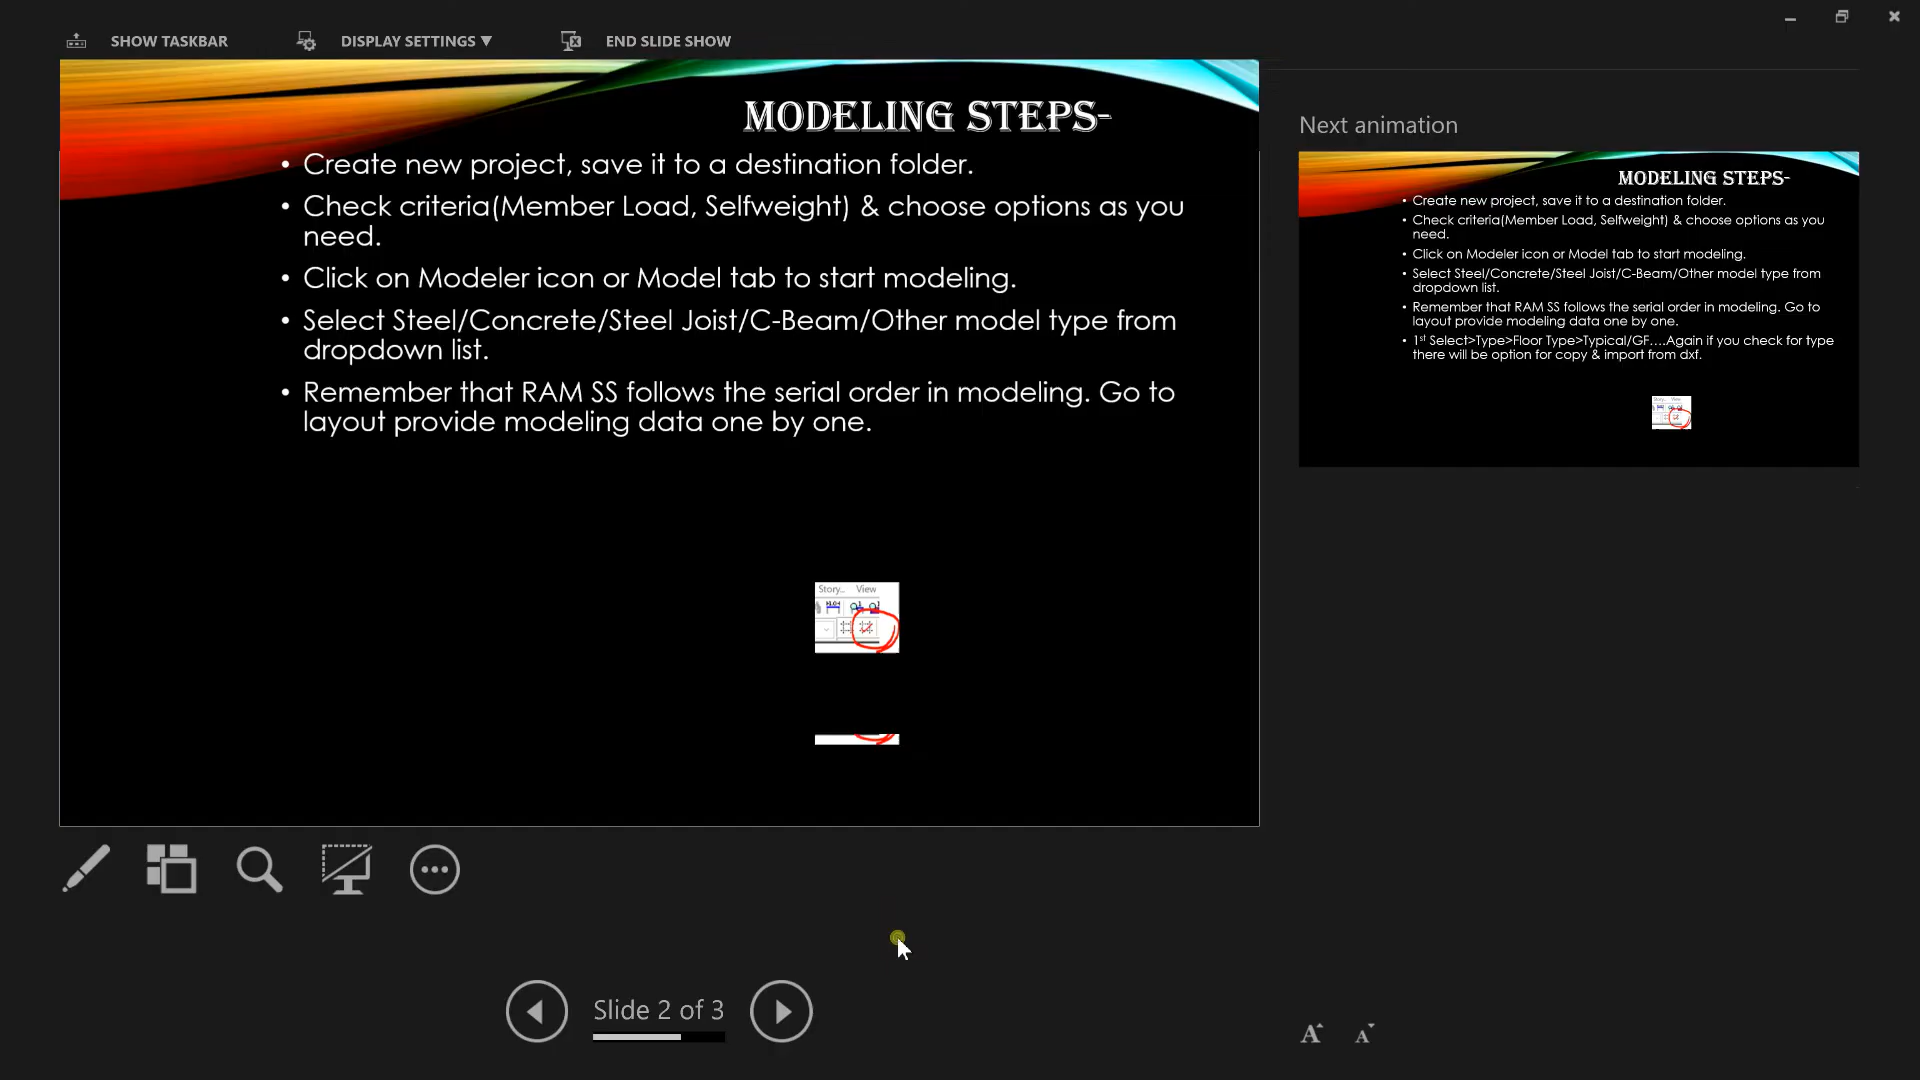 SHOW TASKBAR
DISPLAY SETTINGS ▼
END SLIDE SHOW
MODELING STEPS-
• Create new project, save it to a destination folder.
• Check criteria(Member Load, Selfweight) & choose options as you
need.
• Click on Modeler icon or Model tab to start modeling.
• Select Steel/Concrete/Steel Joist/C-Beam/Other model type from
dropdown list.
• Remember that RAM SS follows the serial order in modeling. Go to
layout provide modeling data one by one.
Story... View
Slide 2 of 3
Next animation
MODELING STEPS-
• Create new project, save it to a destination folder.
• Check criteria(Member Load, Selfweight) & choose options as you
need.
• Click on Modeler icon or Model tab to start modeling.
• Select Steel/Concrete/Steel Joist/C-Beam/Other model type from
dropdown list.
• Remember that RAM SS follows the serial order in modeling. Go to
layout provide modeling data one by one.
• 1st Select>Type>Floor Type>Typical/GF....Again if you check for type
there will be option for copy & import from dxf.
Story... View
A A